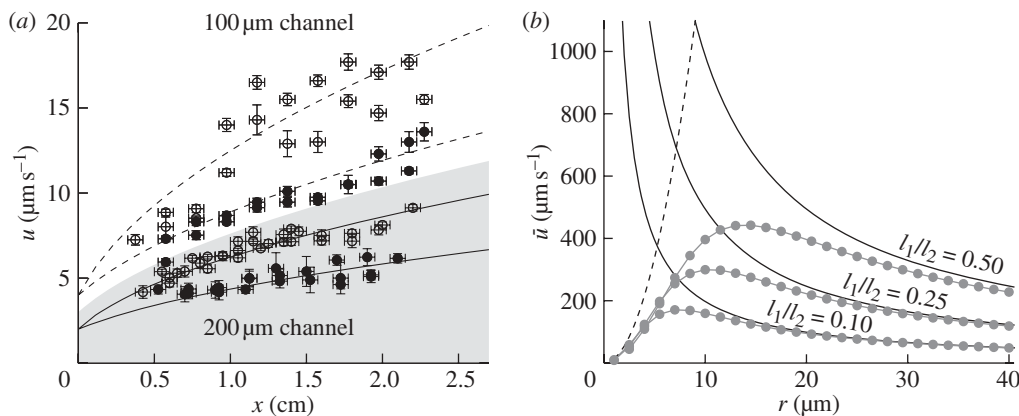 (a)
20
15
10
5
0
0.5
1.0
1.5
2.0
2.5
u (μm s⁻¹)
x (cm)
100 μm channel
200 μm channel
(b)
1000
800
600
400
200
0
10
20
30
40
ū (μm s⁻¹)
r (μm)
l₁/l₂ = 0.50
l₁/l₂ = 0.25
l₁/l₂ = 0.10